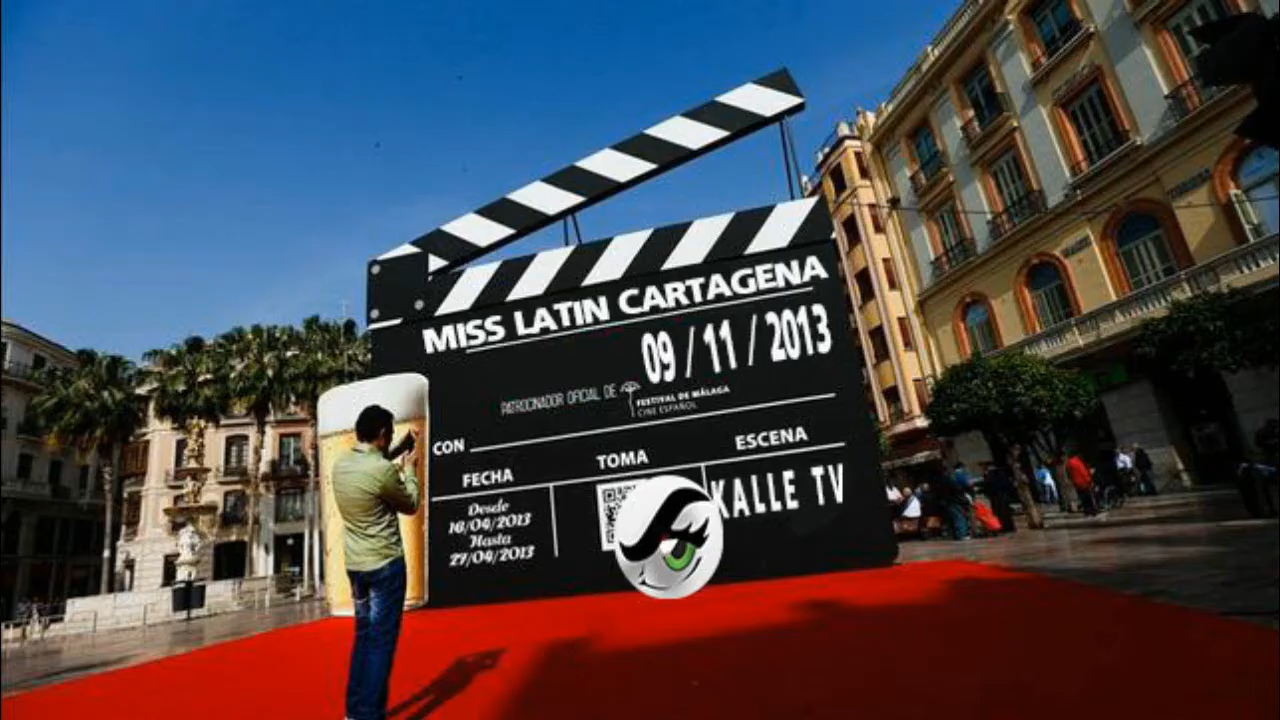 MISS LATIN CARTAGENA
09 / 11 / 2013
PATROCINADOR OFICIAL DE
FESTIVAL DE MÁLAGA
CINE ESPAÑOL
CON
FECHA
TOMA
ESCENA
Desde
16/04/2013
Hasta
27/04/2013
KALLE TV